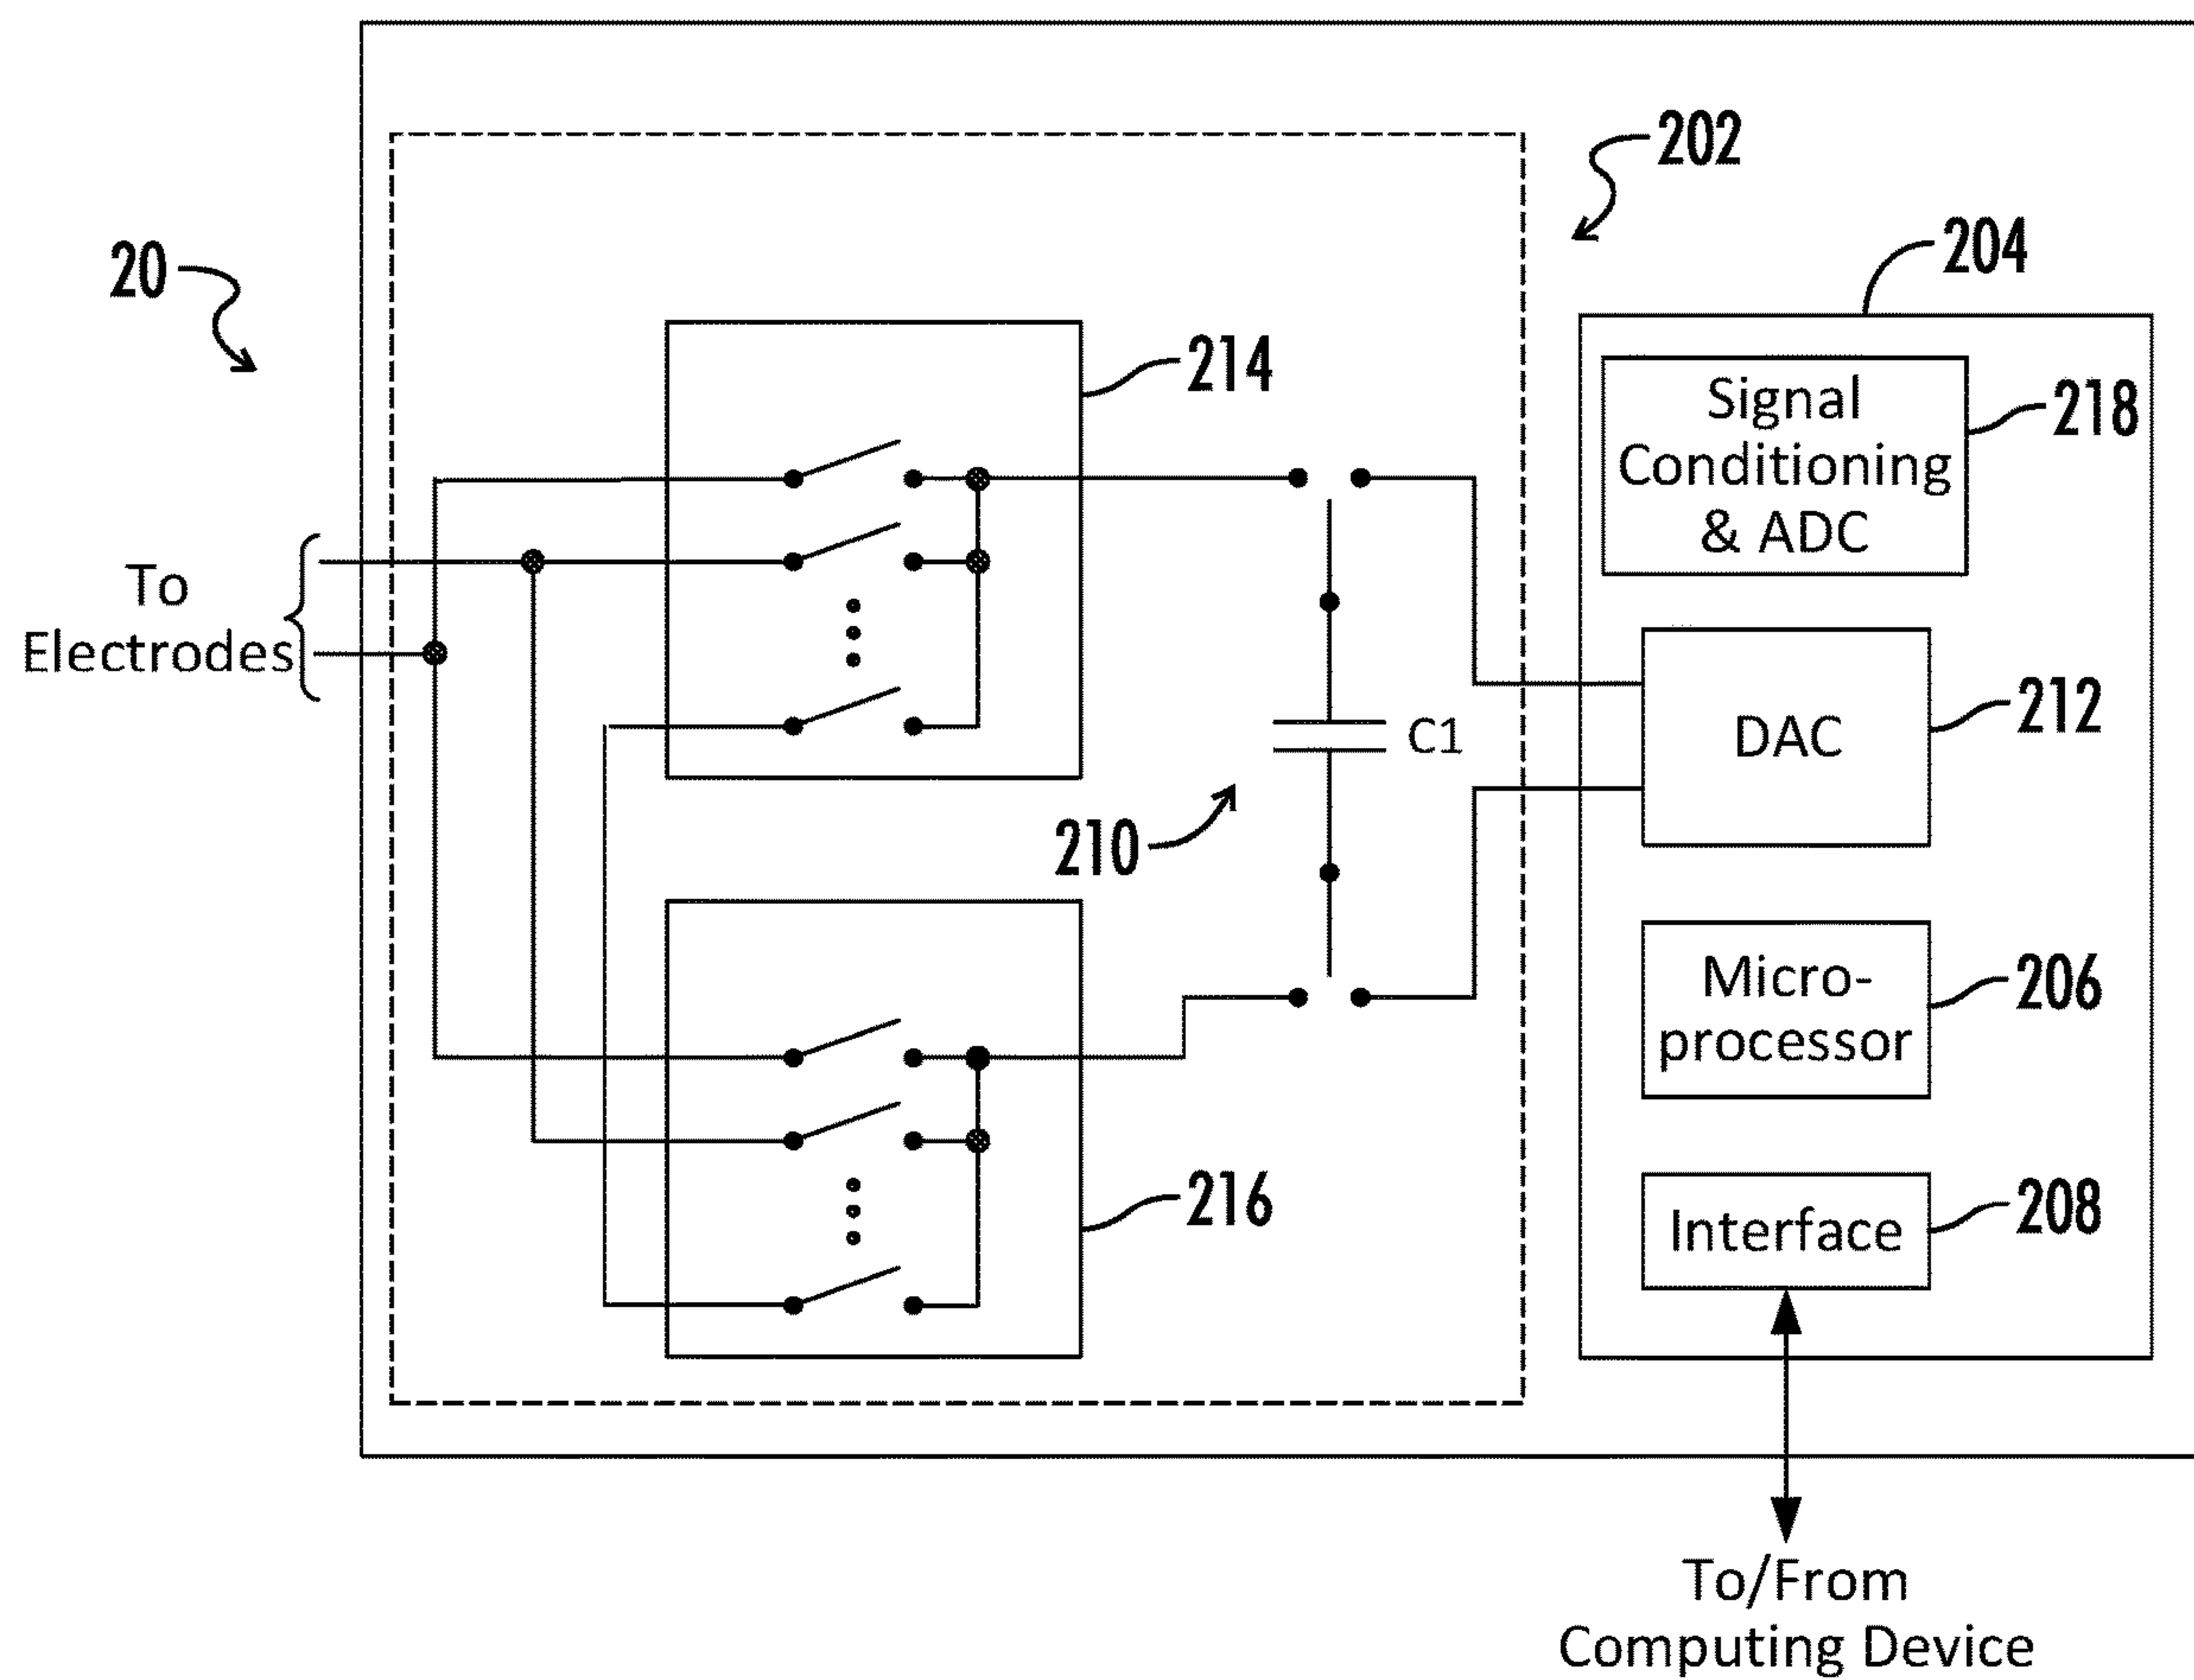 202
20
204
214
218
Signal
Conditioning
& ADC
To
Electrodes
212
DAC
C1
210
206
Micro-
processor
216
208
Interface
To/From
Computing Device